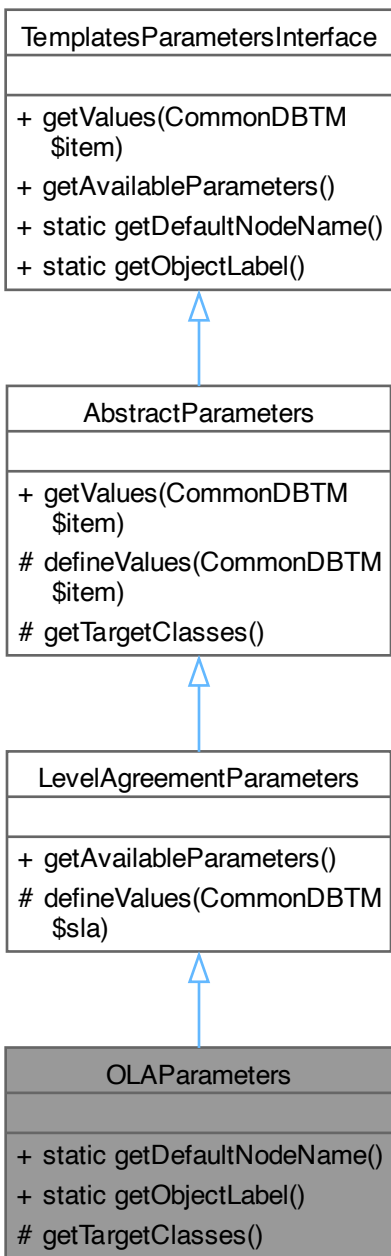 TemplatesParametersInterface
+ getValues(CommonDBTM
$item)
+ getAvailableParameters()
+ static getDefaultNodeName()
+ static getObjectLabel()
AbstractParameters
+ getValues(CommonDBTM
$item)
# defineValues(CommonDBTM
$item)
# getTargetClasses()
LevelAgreementParameters
+ getAvailableParameters()
# defineValues(CommonDBTM
$sla)
OLAParameters
+ static getDefaultNodeName()
+ static getObjectLabel()
# getTargetClasses()